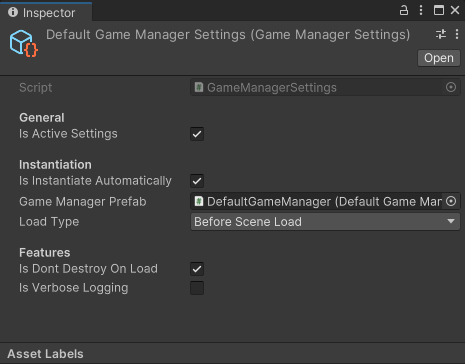 Inspector
Default Game Manager Settings (Game Manager Settings)
Open
Script GameManagerSettings
General
Is Active Settings
Instantiation
Is Instantiate Automatically
Game Manager Prefab DefaultGameManager (Default Game Mar
Load Type Before Scene Load
Features
Is Dont Destroy On Load
Is Verbose Logging
Asset Labels